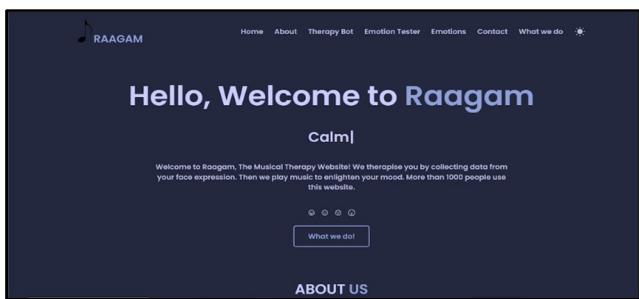 RAAGAM
Home About Therapy Bot Emotion Tester Emotions Contact What we do
Hello, Welcome to Raagam
Calm|
Welcome to Raagam, The Musical Therapy Website! We therapise you by collecting data from
your face expression. Then we play music to enlighten your mood. More than 1000 people use
this website.
What we do!
ABOUT US